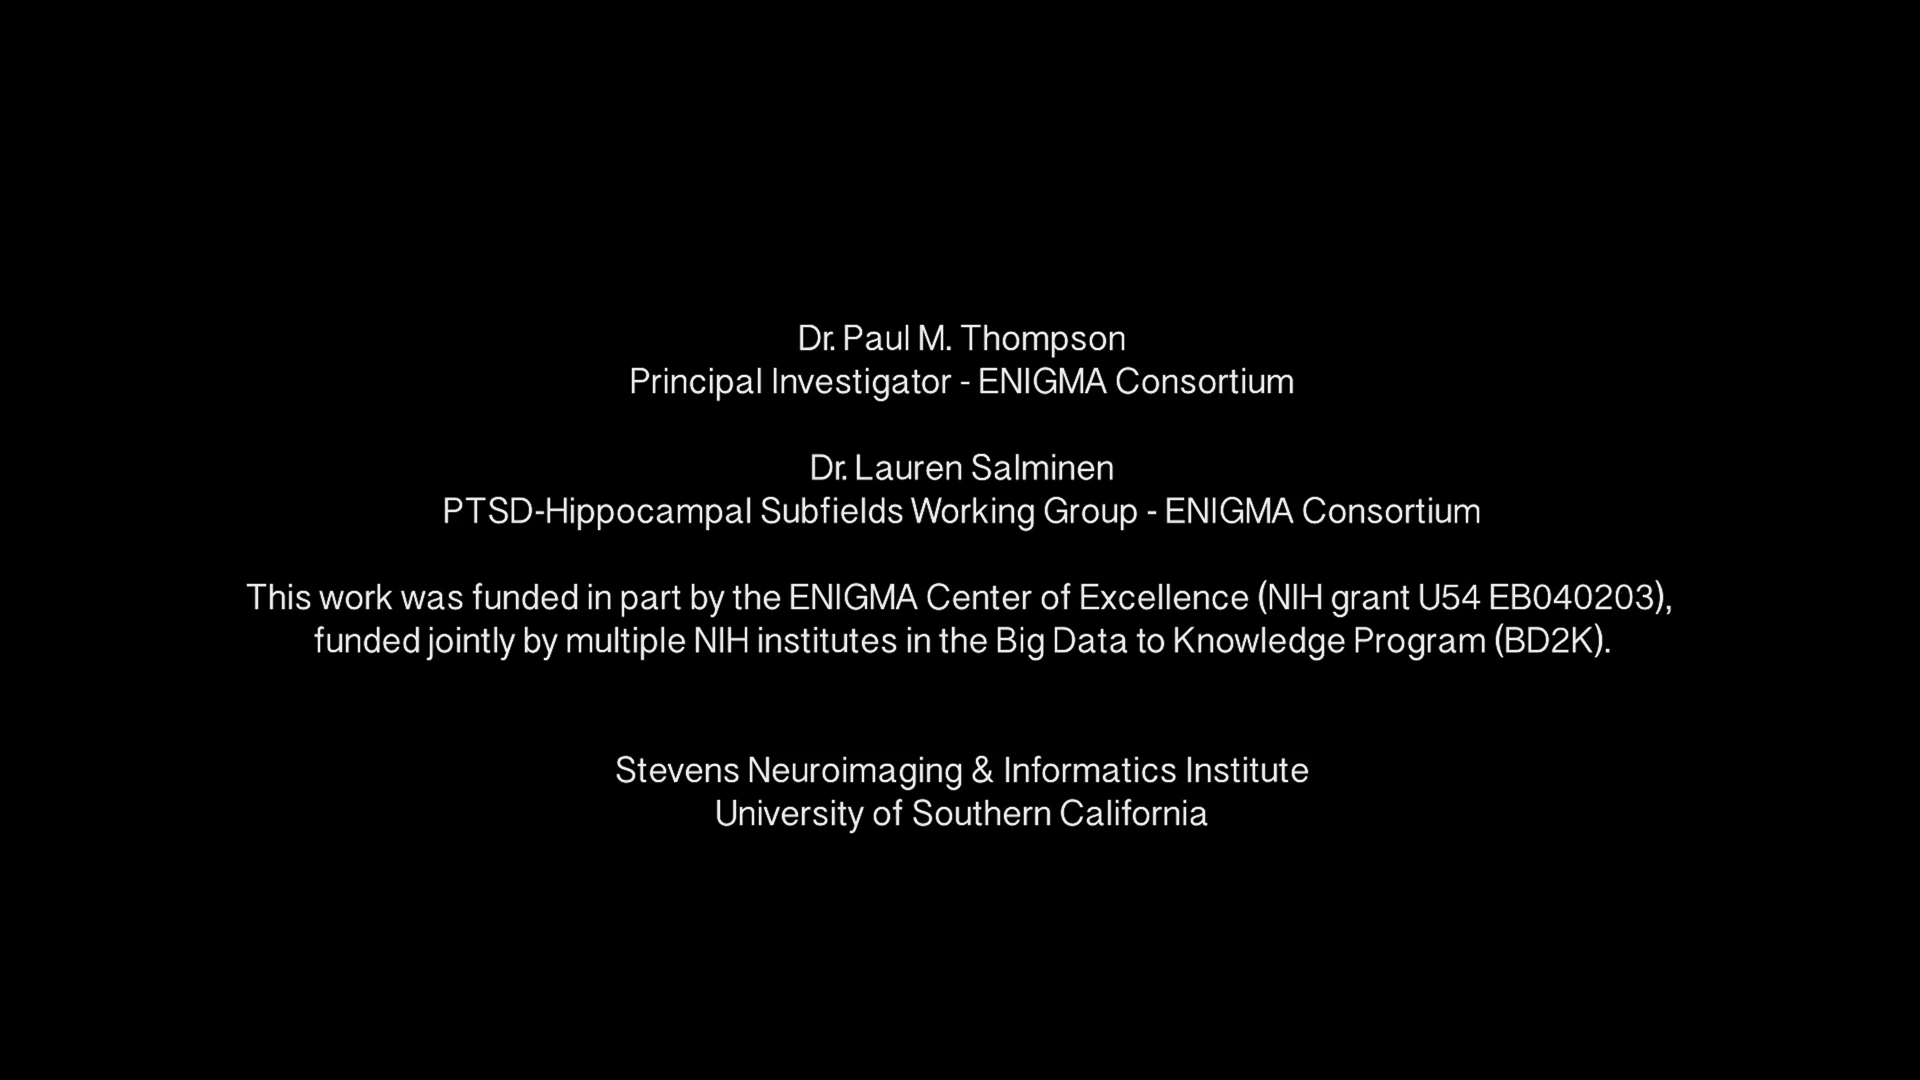 Dr. Paul M. Thompson
Principal Investigator - ENIGMA Consortium
Dr. Lauren Salminen
PTSD-Hippocampal Subfields Working Group - ENIGMA Consortium
This work was funded in part by the ENIGMA Center of Excellence (NIH grant U54 EB040203),
funded jointly by multiple NIH institutes in the Big Data to Knowledge Program (BD2K).
Stevens Neuroimaging & Informatics Institute
University of Southern California